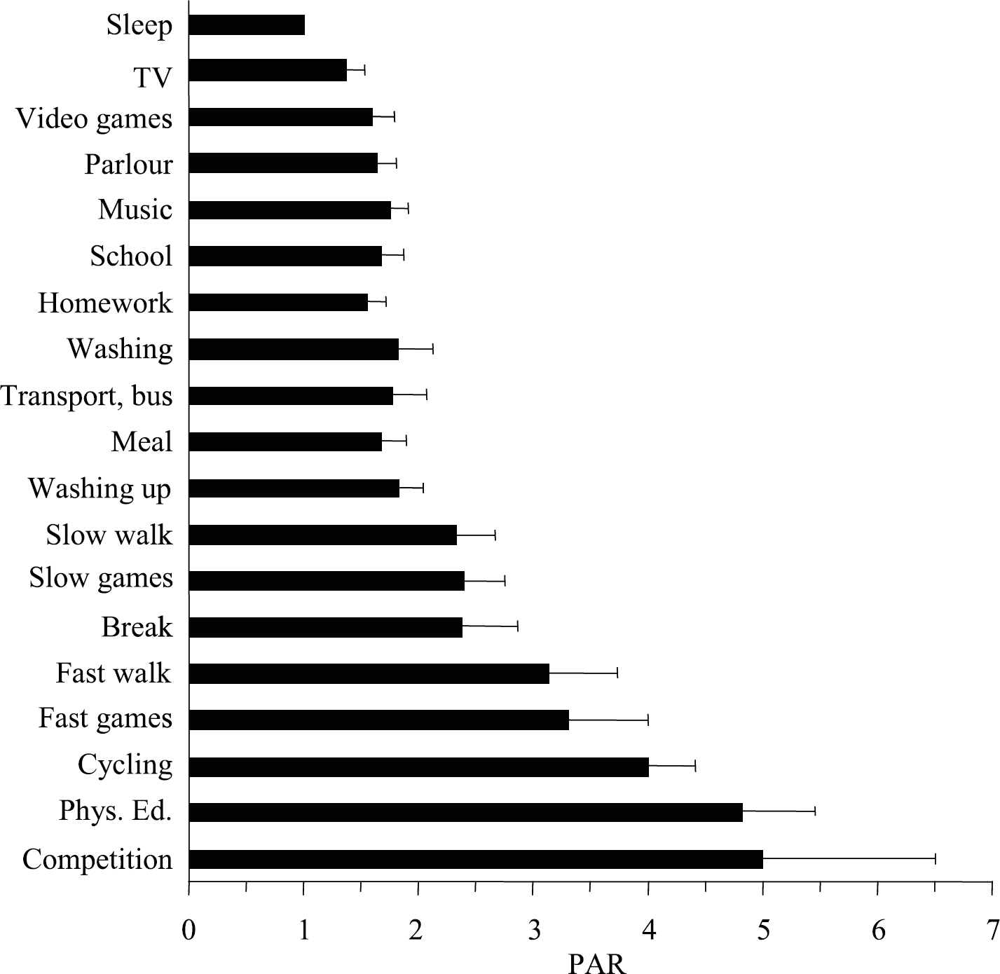 Sleep
TV
Video games
Parlour
Music
School
Homework
Washing
Transport, bus
Meal
Washing up
Slow walk
Slow games
Break
Fast walk
Fast games
Cycling
Phys. Ed.
Competition
0 1 2 3 4 5 6 7
PAR